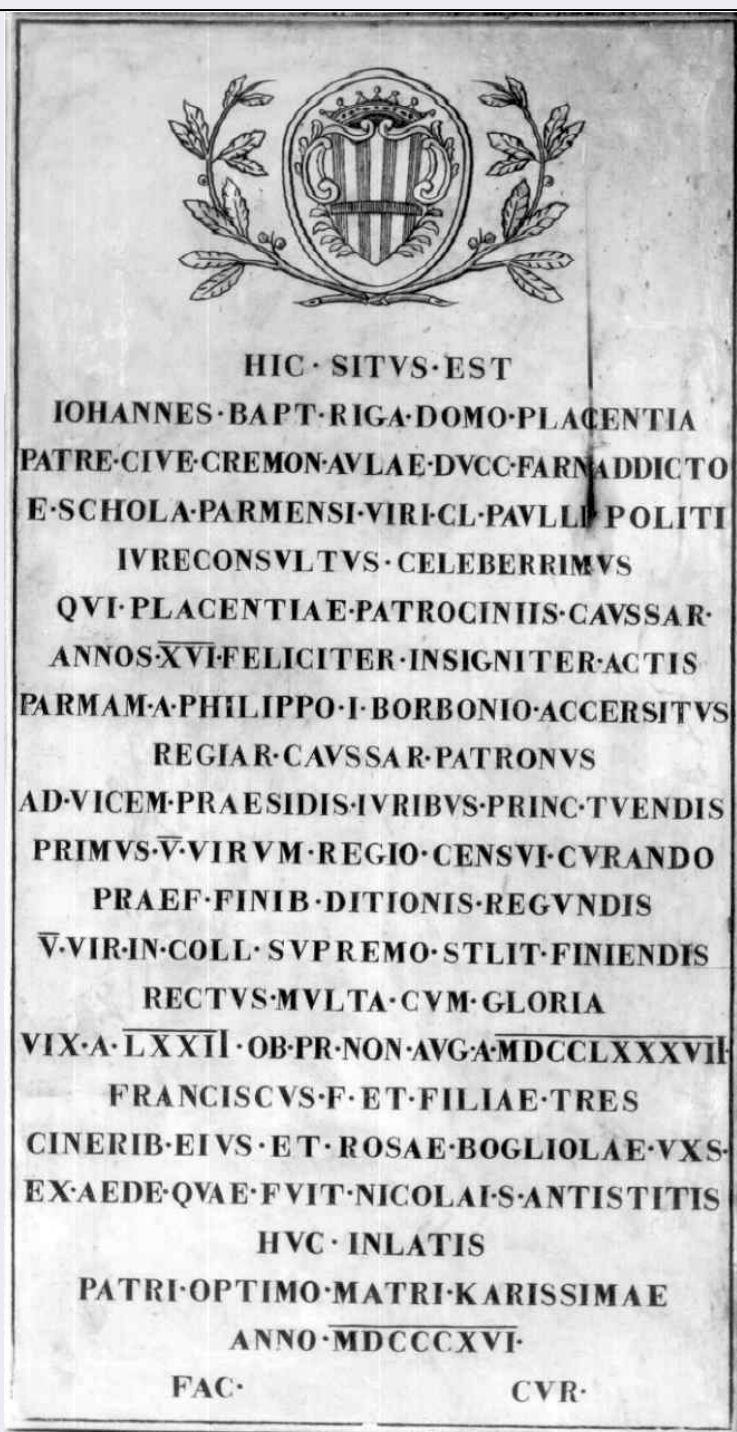 HIC · SITVS · EST
IOHANNES · BAPT · RIGA · DOMO · PLACENTIA
PATRE · CIVE · CREMON · AVLAE · DVCC · FARN ADDICTO
E · SCHOLA · PARMENSI · VIRI · CL · PAVLLI POLITI
IVRECONSVLTVS · CELEBERRIMVS
QVI · PLACENTIAE · PATROCINIIS · CAVSSAR ·
ANNOS · X̅V̅I̅ · FELICITER · INSIGNITER · ACTIS
PARMAM · A · PHILIPPO · I · BORBONIO · ACCERSITVS
REGIAR · CAVSSAR · PATRONVS
AD · VICEM · PRAESIDIS · IVRIBVS · PRINC · TVENDIS
PRIMVS · V̅ · VIRVM · REGIO · CENSVI · CVRANDO
PRAEF · FINIB · DITIONIS · REGVNDIS
V̅ · VIR · IN · COLL · SVPREMO · STLIT · FINIENDIS
RECTVS · MVLTA · CVM · GLORIA
VIX · A · L̅X̅X̅I̅I̅ · OB · PR · NON · AVG · A · M̅D̅C̅C̅L̅X̅X̅X̅V̅I̅I̅ ·
FRANCISCVS · F · ET · FILIAE · TRES
CINERIB · EIVS · ET · ROSAE · BOGLIOLAE · VXS ·
EX · AEDE · QVAE · FVIT · NICOLAI · S · ANTISTITIS
HVC · INLATIS
PATRI · OPTIMO · MATRI · KARISSIMAE
ANNO · M̅D̅C̅C̅C̅X̅V̅I̅ ·
FAC · CVR ·